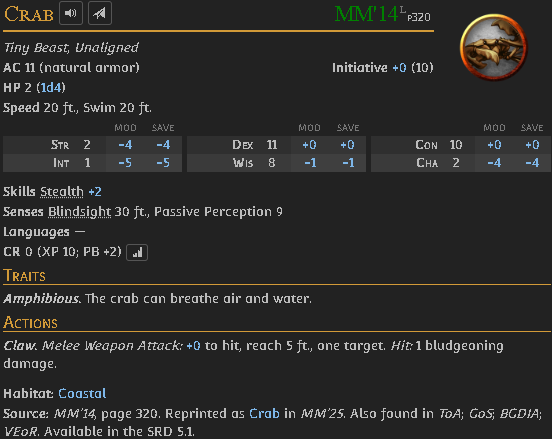 CRAB MM'14 L P320
Tiny Beast, Unaligned
AC 11 (natural armor) Initiative +0 (10)
HP 2 (1d4)
Speed 20 ft., Swim 20 ft.
MOD SAVE MOD SAVE MOD SAVE
STR 2 −4 −4 DEX 11 +0 +0 CON 10 +0 +0
INT 1 −5 −5 WIS 8 −1 −1 CHA 2 −4 −4
Skills Stealth +2
Senses Blindsight 30 ft., Passive Perception 9
Languages —
CR 0 (XP 10; PB +2)
TRAITS
Amphibious. The crab can breathe air and water.
ACTIONS
Claw. Melee Weapon Attack: +0 to hit, reach 5 ft., one target. Hit: 1 bludgeoning
damage.
Habitat: Coastal
Source: MM'14, page 320. Reprinted as Crab in MM'25. Also found in ToA; GoS; BGDIA;
VEoR. Available in the SRD 5.1.